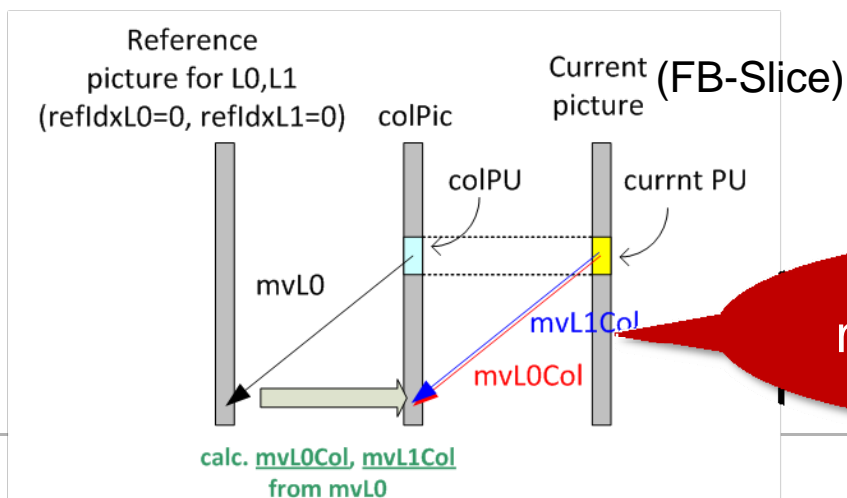 Reference
picture for L0,L1
(refIdxL0=0, refIdxL1=0)
colPic
Current
picture
(FB-Slice)
colPU
currnt PU
mvL0
mvL1Col
mvL0Col
calc. mvL0Col, mvL1Col
from mvL0